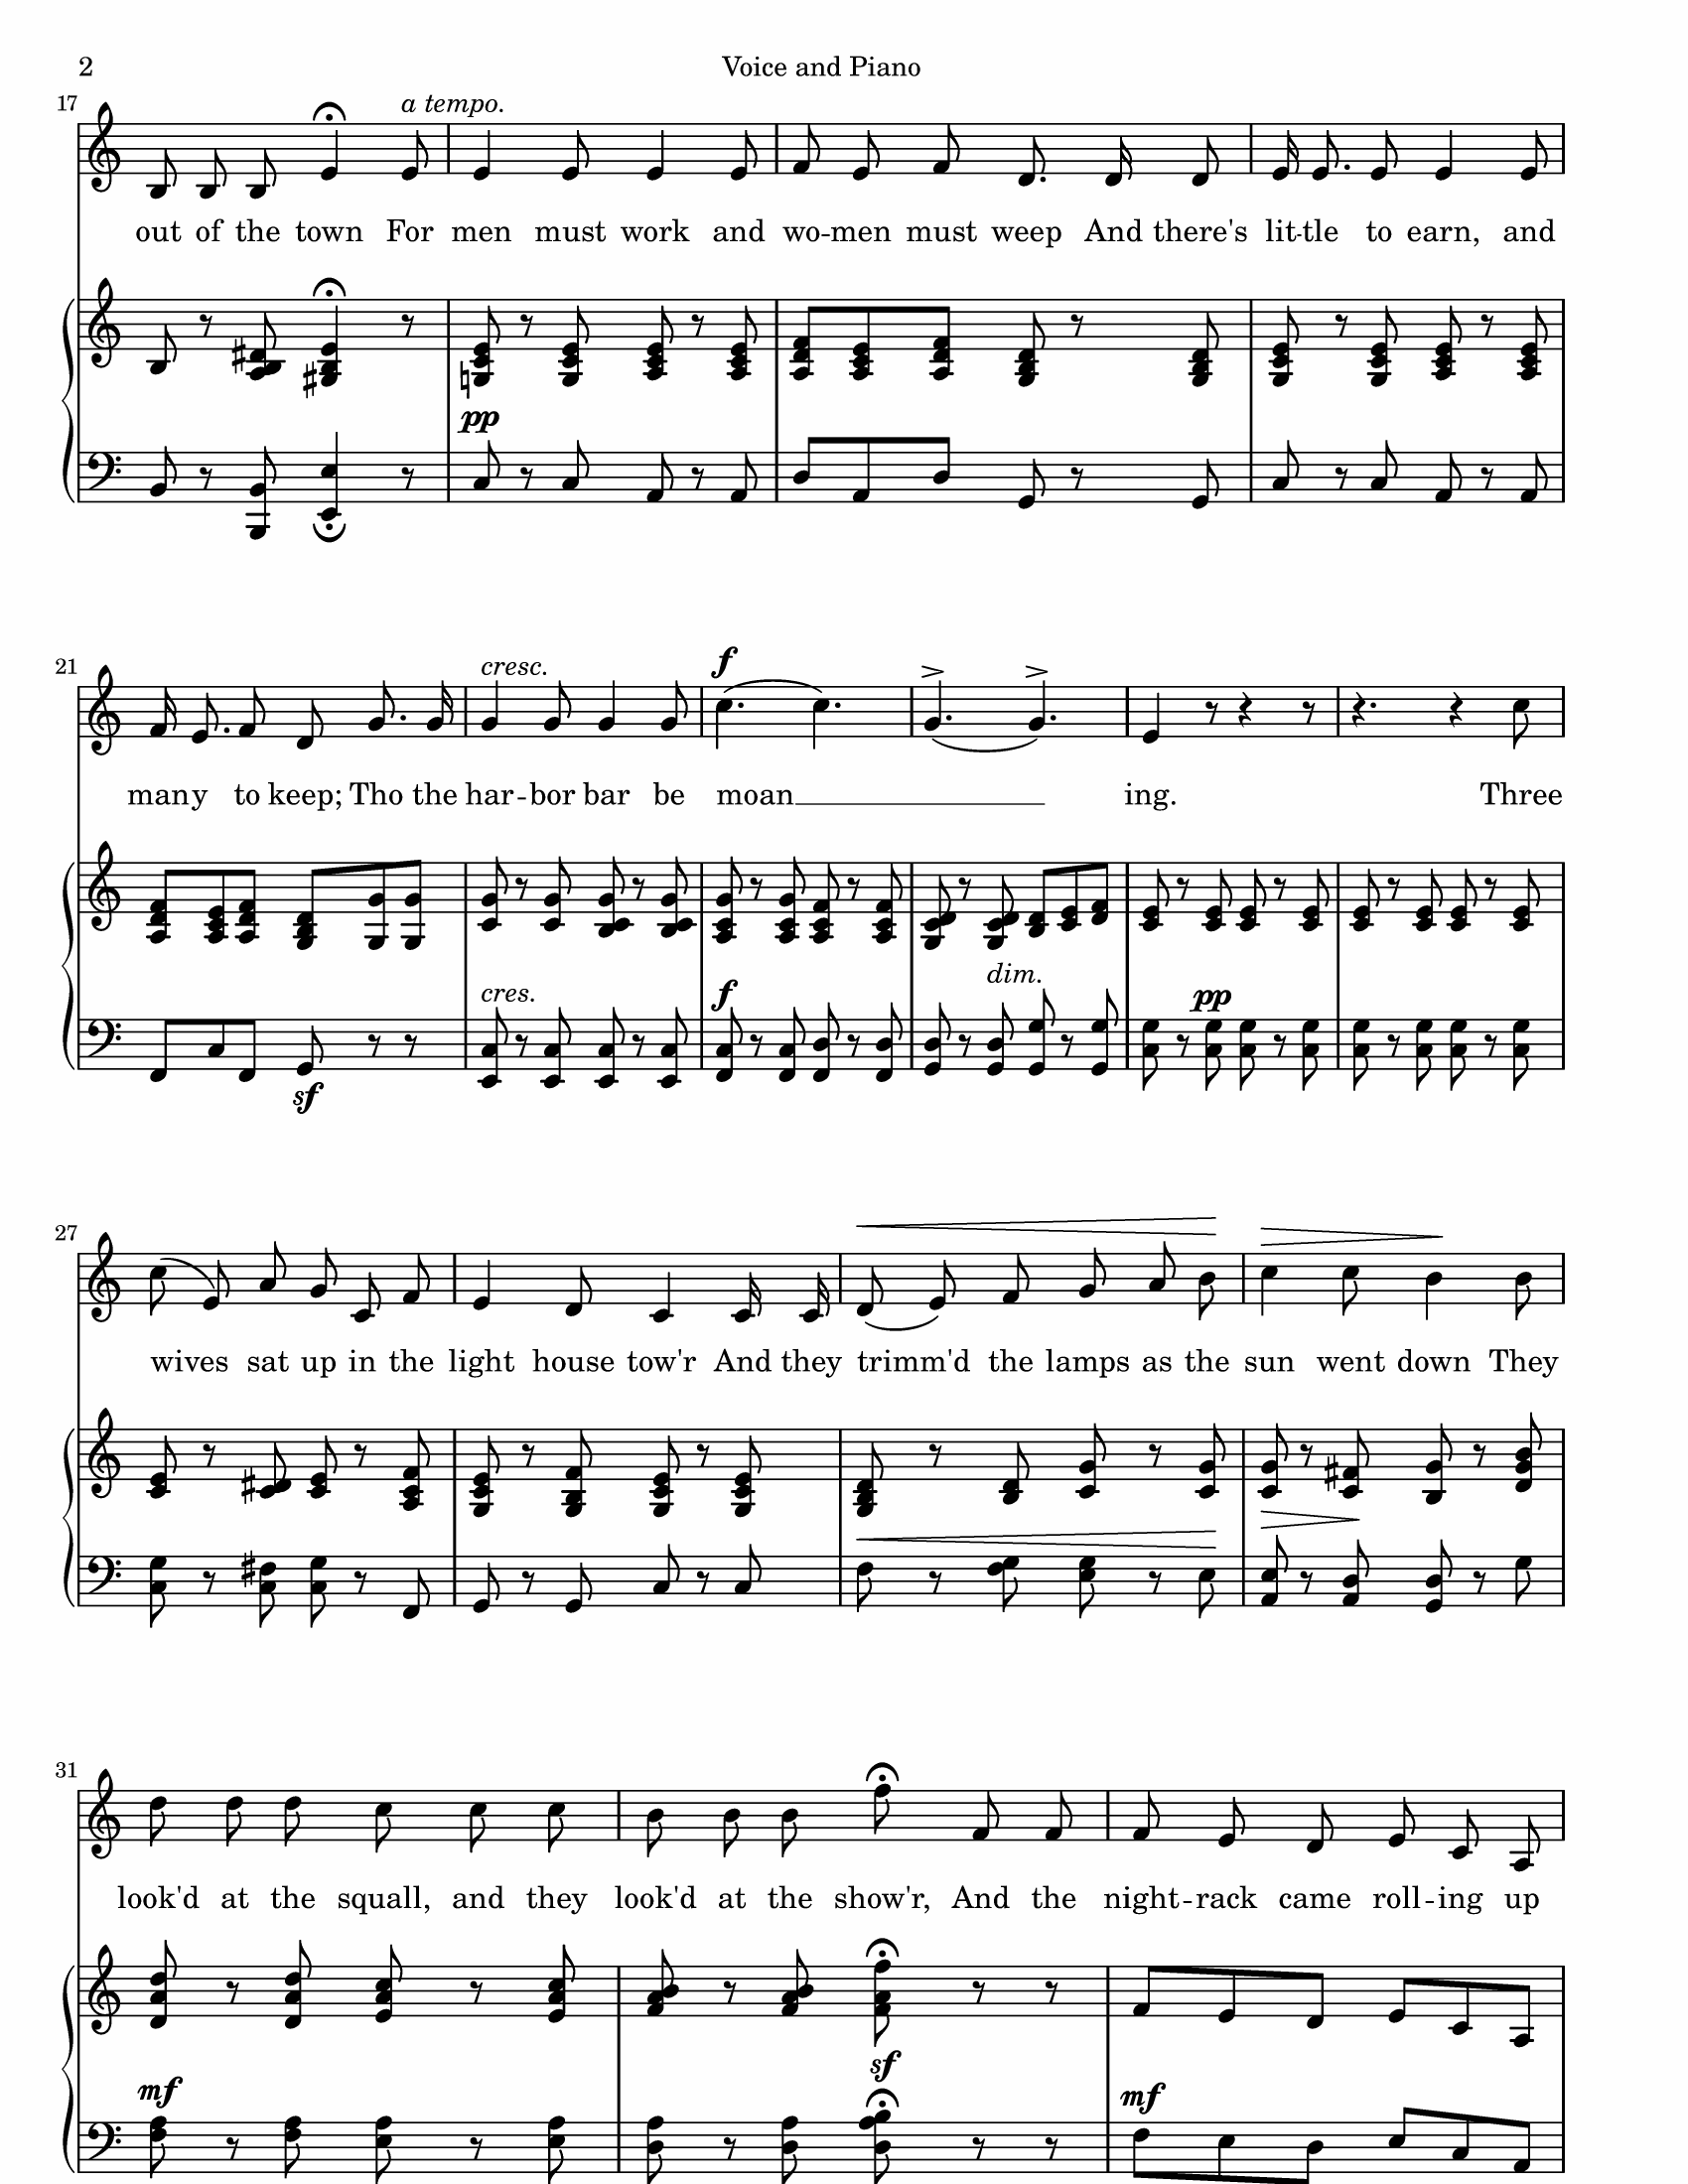 2
Voice and Piano
17
a tempo.
out of the town For men must work and wo -- men must weep And there's lit -- tle to earn, and
pp
21
cresc.
f
many to keep; Tho the har -- bor bar be moan __ ing. Three
dim.
cres.
f
pp
sf
27
wives sat up in the light house tow'r And they trimm'd the lamps as the sun went down They
31
look'd at the squall, and they look'd at the show'r, And the night -- rack came roll -- ing up
sf
mf
mf